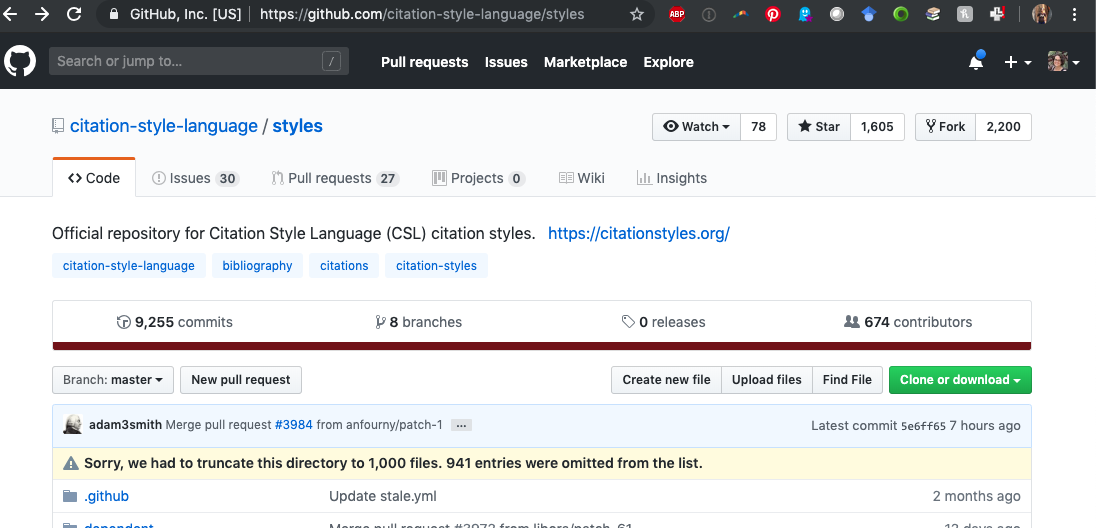 GitHub, Inc. [US] https://github.com/citation-style-language/styles ABP
Search or jump to... / Pull requests Issues Marketplace Explore
citation-style-language / styles Watch 78 Star 1,605 Fork 2,200
Code Issues 30 Pull requests 27 Projects 0 Wiki Insights
Official repository for Citation Style Language (CSL) citation styles. https://citationstyles.org/
citation-style-language bibliography citations citation-styles
9,255 commits 8 branches 0 releases 674 contributors
Branch: master New pull request Create new file Upload files Find File Clone or download
adam3smith Merge pull request #3984 from anfourny/patch-1 ... Latest commit 5e6ff65 7 hours ago
Sorry, we had to truncate this directory to 1,000 files. 941 entries were omitted from the list.
.github Update stale.yml 2 months ago
dependent Merge pull request #3973 from